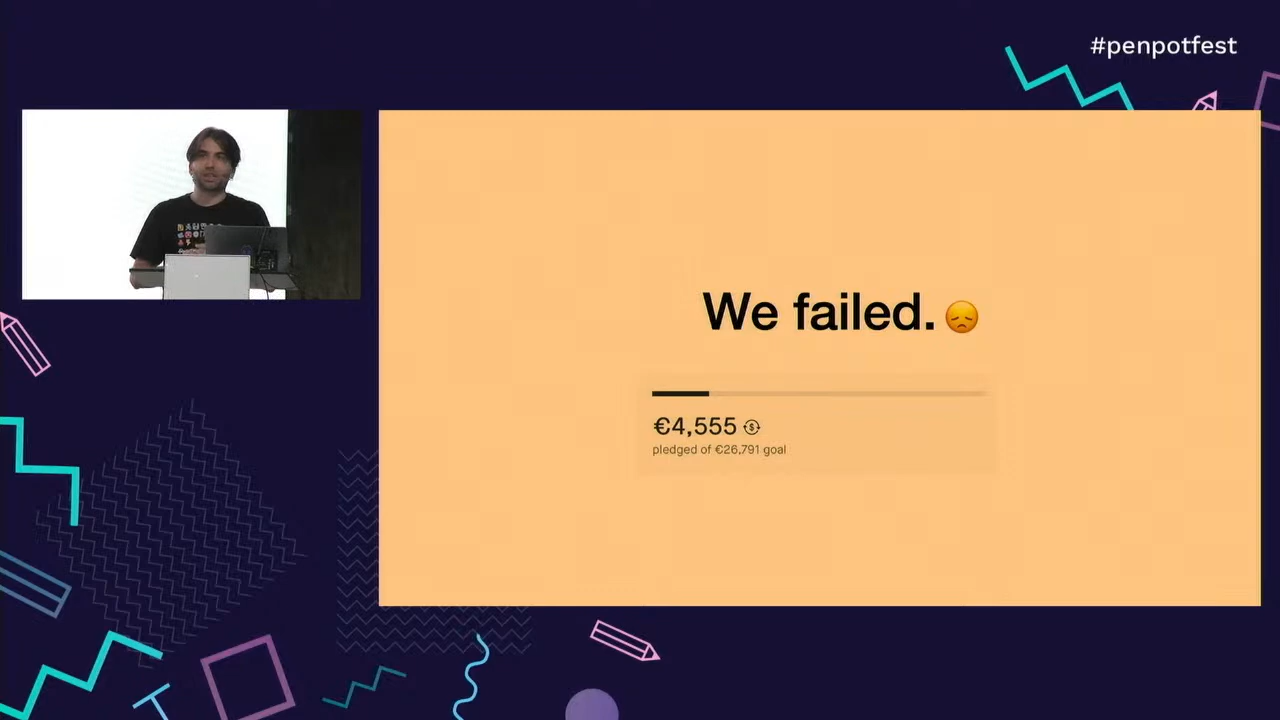 #penpotfest
We failed. 😞
€4,555
pledged of €26,791 goal